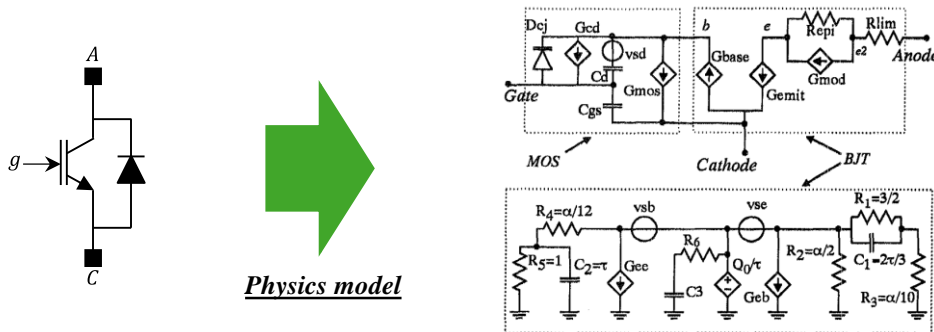 A
g
C
Physics model
Dcj
Gcd
vsd
Cd
Gate
Cgs
Gmos
MOS
b
e
Gbase
Gemit
Repi
e2
Gmod
Rlim
Anode
Cathode
BJT
R₄=α/12
vsb
vse
R₁=3/2
R₅=1
C₂=τ
Gee
R₆
C3
Q₀/τ
Geb
R₂=α/2
C₁=2τ/3
R₃=α/10